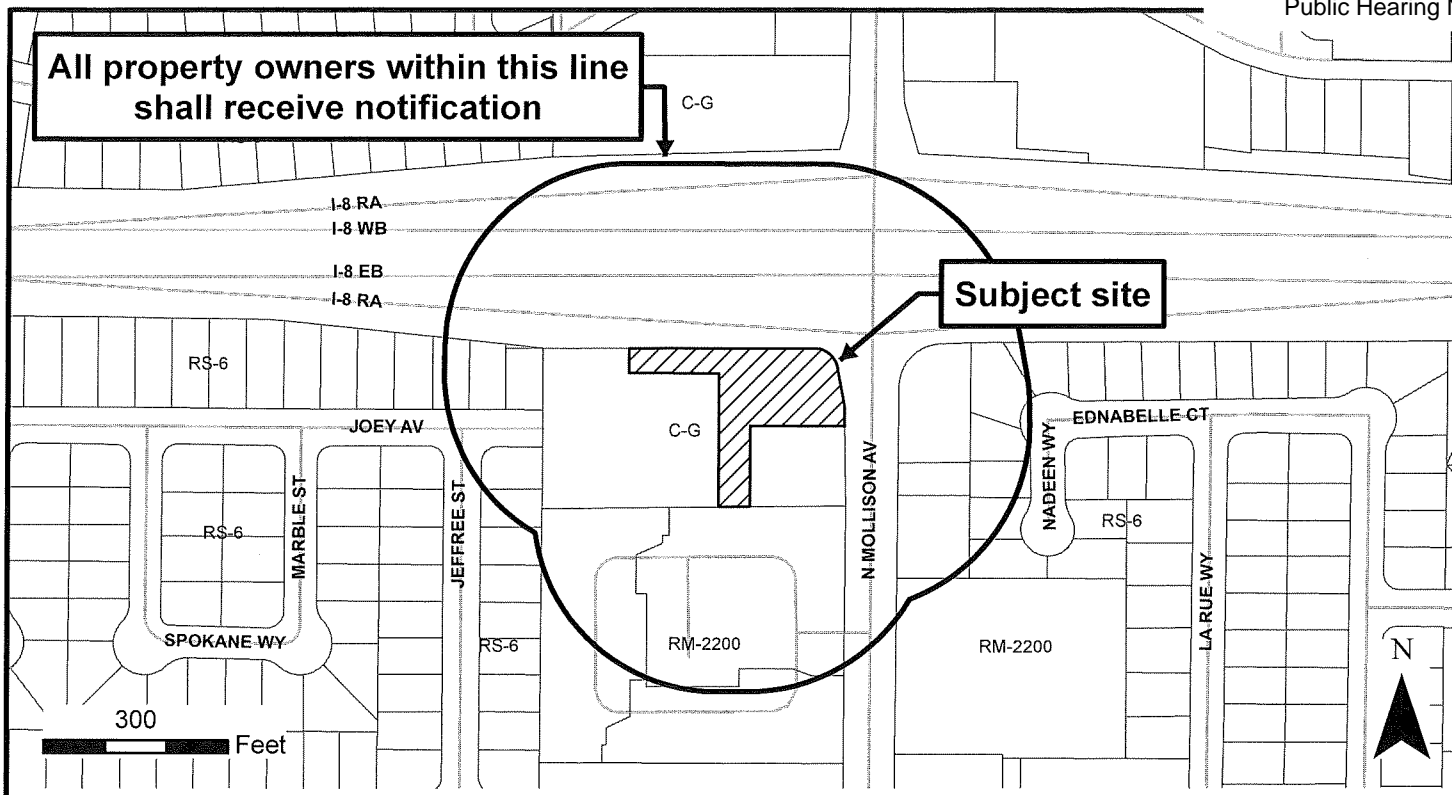 Public Hearing N
All property owners within this line
shall receive notification
C-G
I-8 RA
I-8 WB
I-8 EB
I-8 RA
Subject site
RS-6
JOEY AV
C-G
EDNABELLE CT
NADEEN WY
N MOLLISON AV
RS-6
MARBLE ST
JEFFREE ST
RS-6
LA RUE WY
SPOKANE WY
RS-6
RM-2200
RM-2200
N
300
Feet